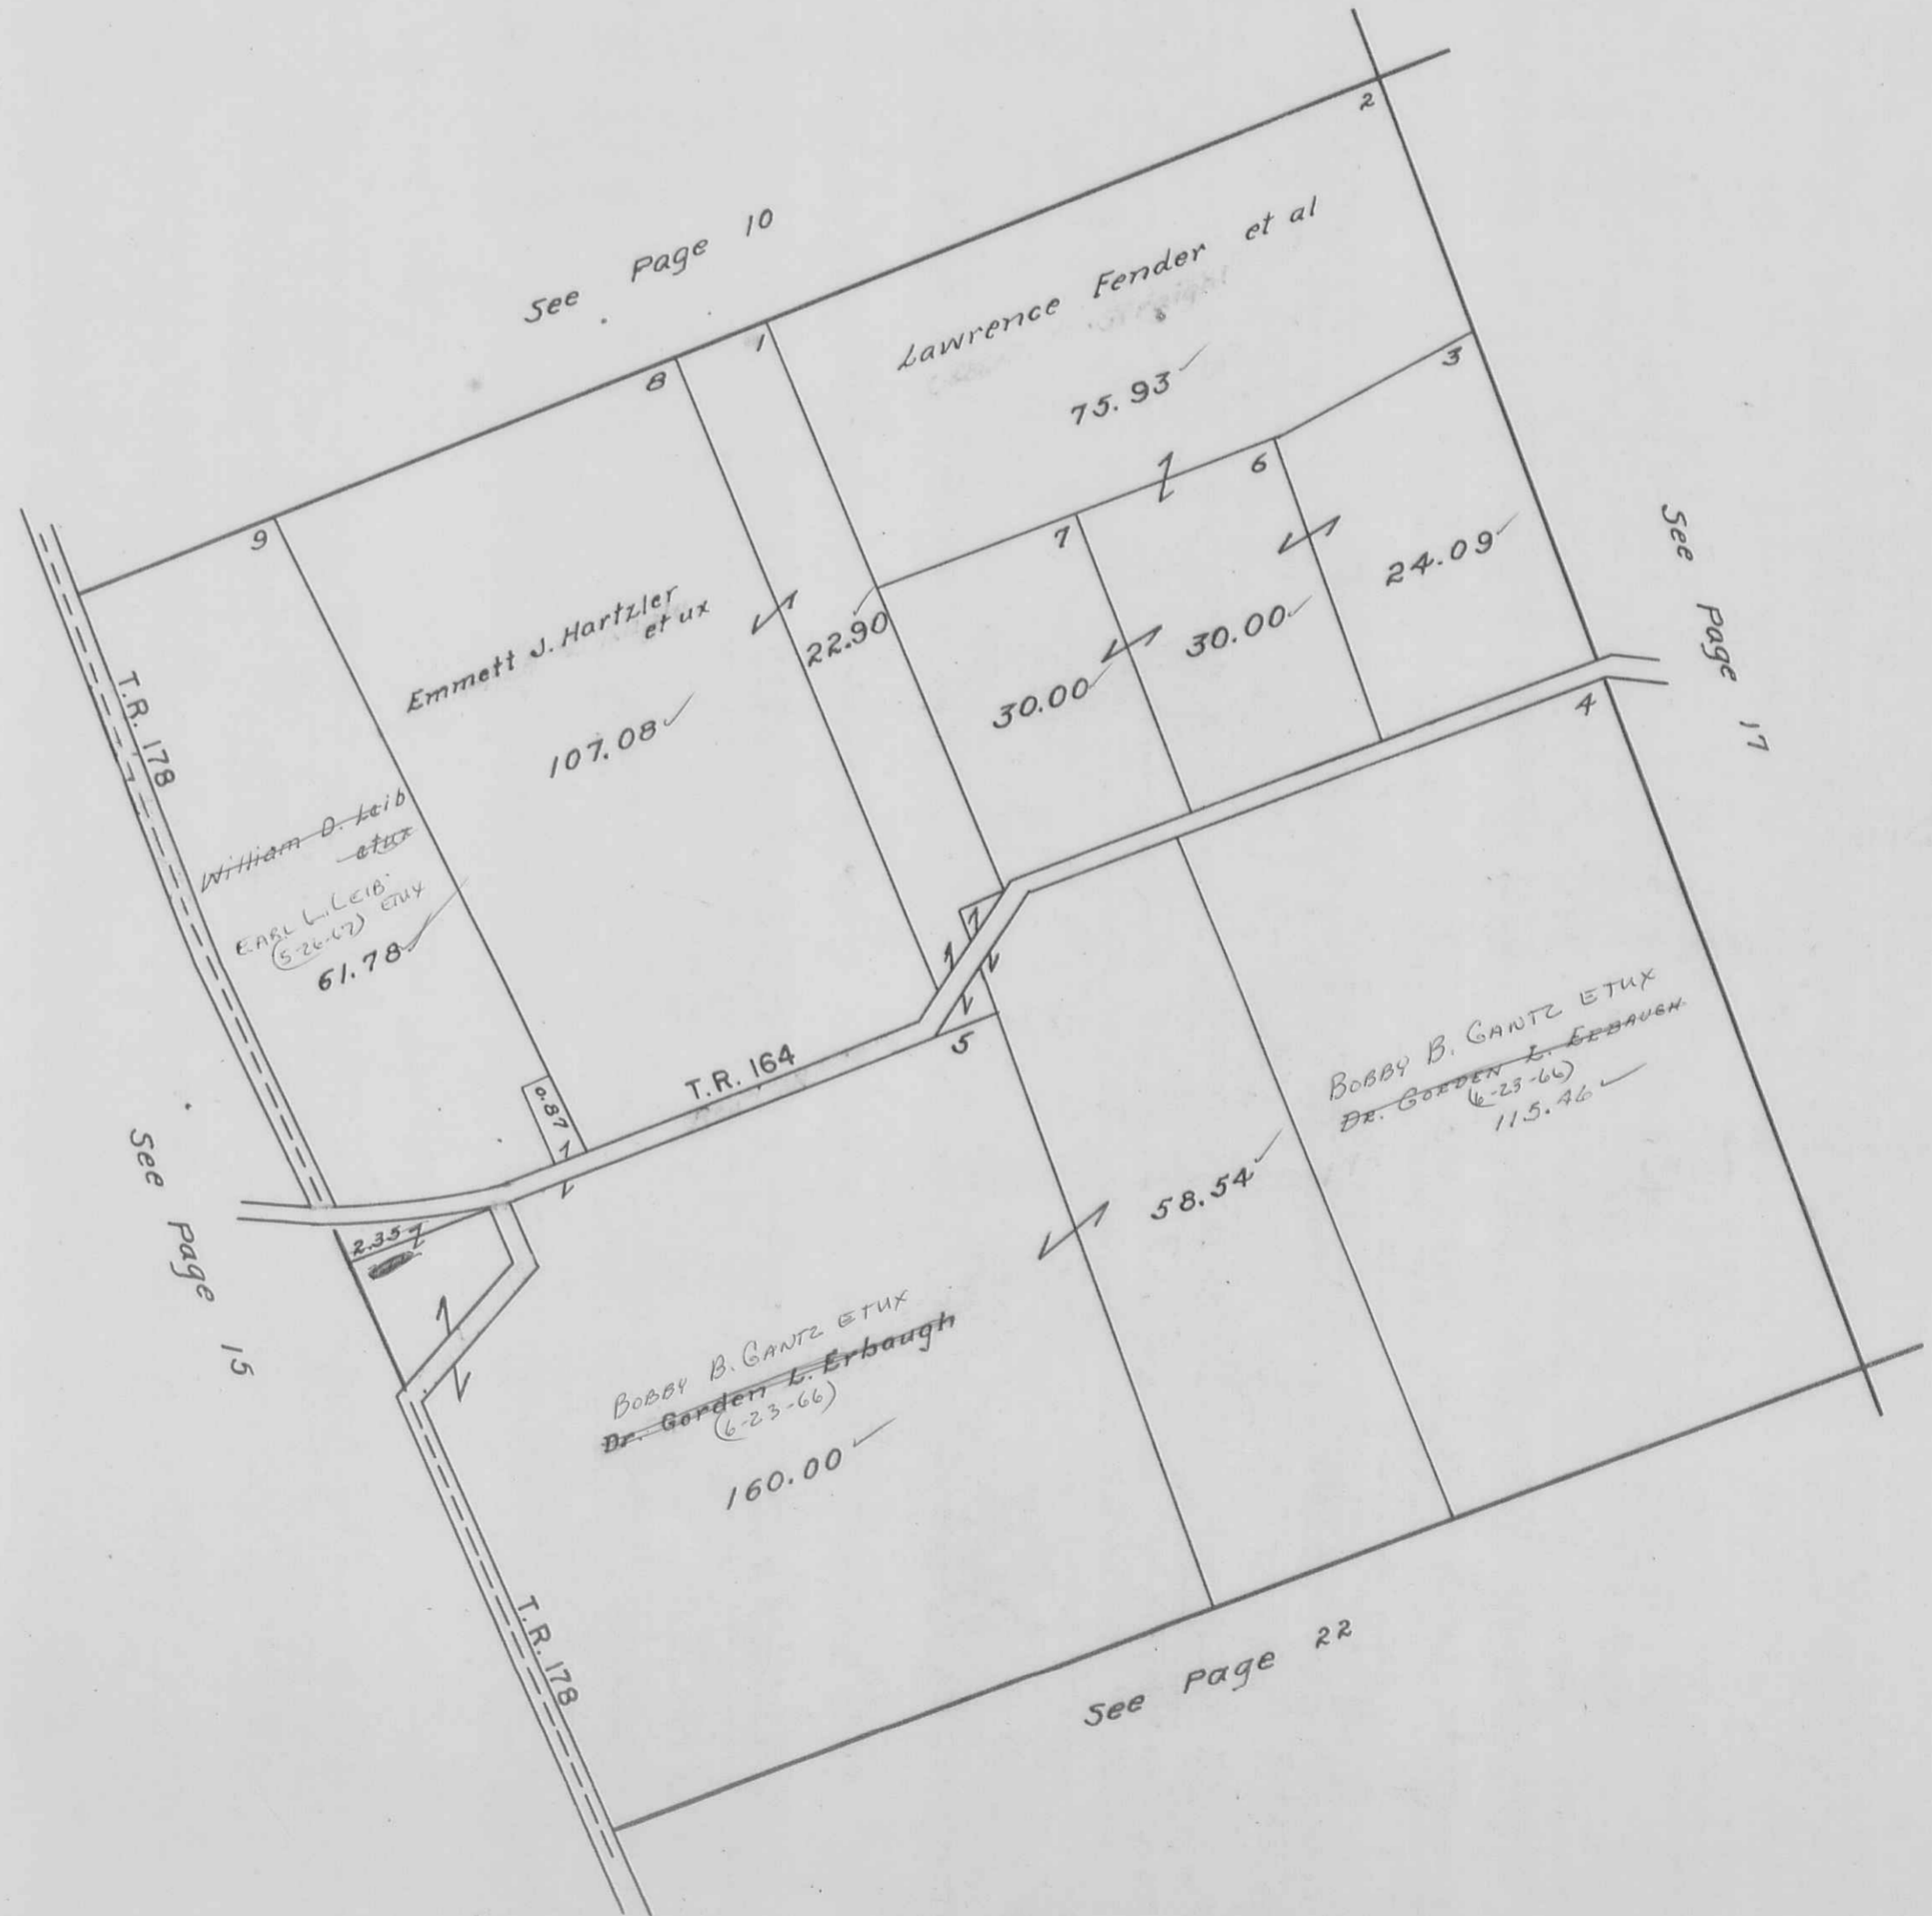 2
See Page 10
Lawrence Fender et al
75.93
1
8
3
6
7
9
See Page 17
24.09
30.00
30.00
22.90
Emmett J. Hartzler
et ux
107.08
T.R. 178
William D. Leib
etux
EARL L. LEIB
(5-26-67) ETUX
61.78
4
5
T.R. 164
0.87
2.35
See Page 15
BOBBY B. GANTZ ETUX
DR. GORDEN L. ERBAUGH
(6-23-66)
115.46
58.54
BOBBY B. GANTZ ETUX
Dr. Gorden L. Erbaugh
(6-23-66)
160.00
T.R. 178
See Page 22